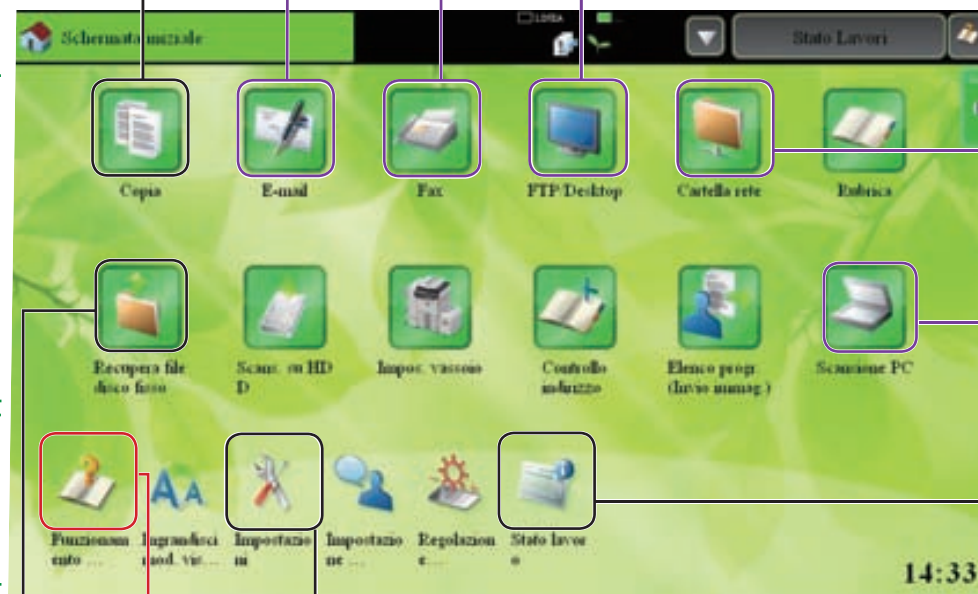 Schermata iniziale
Stato Lavori
Copia
E-mail
Fax
FTP/Desktop
Cartella rete
Rubrica
Recupera file
disco fisso
Scans. su HD
D
Impos. vassoio
Controllo
indirizzo
Elenco progr.
(Invio immag.)
Scansione PC
Funzionam
ento ...
Ingrandisci
mod. vis...
Impostazio
ni
Impostazio
ne ...
Regolazion
e...
Stato lavor
o
14:33